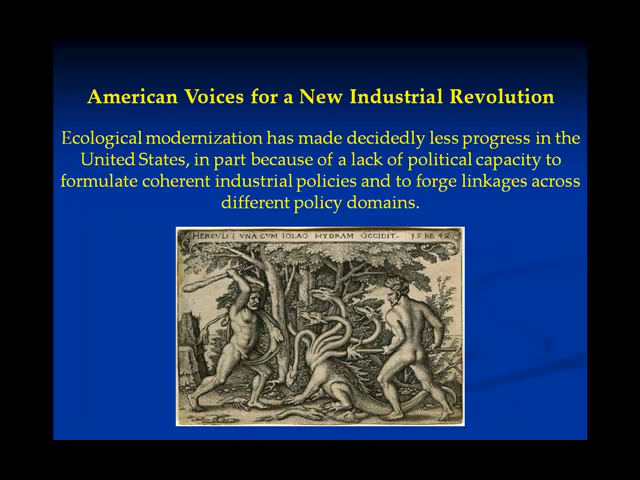 American Voices for a New Industrial Revolution
Ecological modernization has made decidedly less progress in the
United States, in part because of a lack of political capacity to
formulate coherent industrial policies and to forge linkages across
different policy domains.
HERCVLES VNA CVM IOLAO HYDRAM OCCIDIT.